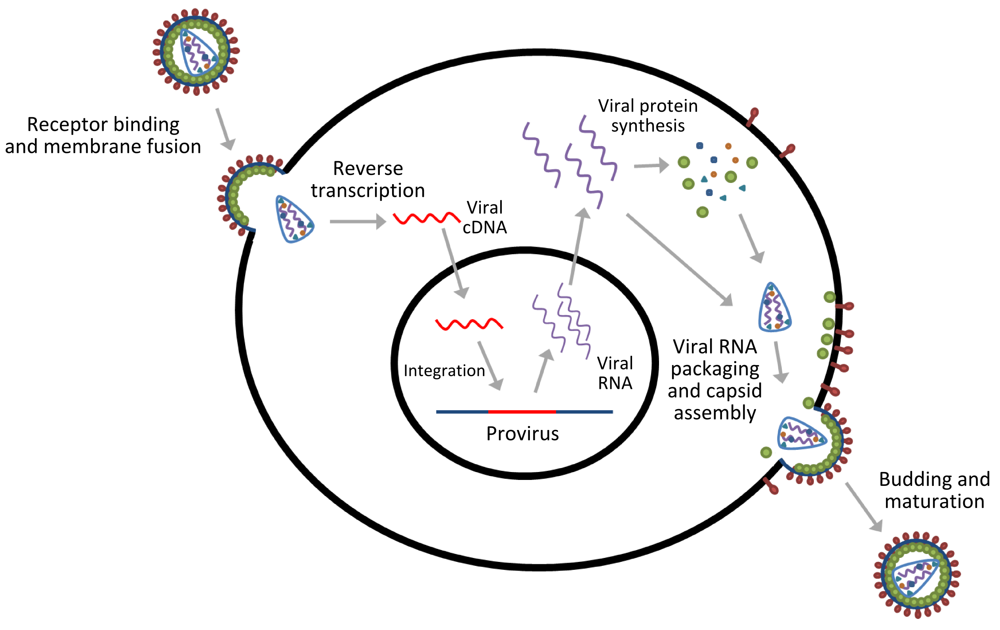 Receptor binding
and membrane fusion
Reverse
transcription
Viral
cDNA
Integration
Provirus
Viral
RNA
Viral protein
synthesis
Viral RNA
packaging
and capsid
assembly
Budding and
maturation